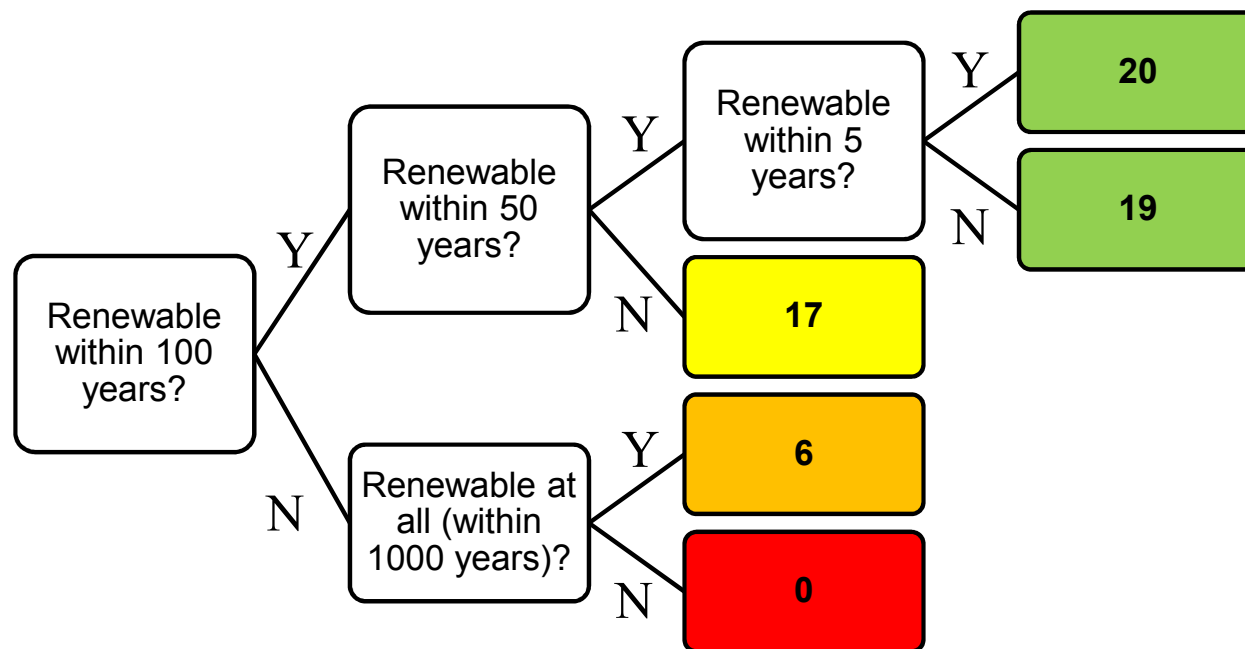 Renewable
within 100
years?
Y
N
Renewable
within 50
years?
Y
N
Renewable
within 5
years?
Y
N
20
19
17
Renewable at
all (within
1000 years)?
Y
N
6
0